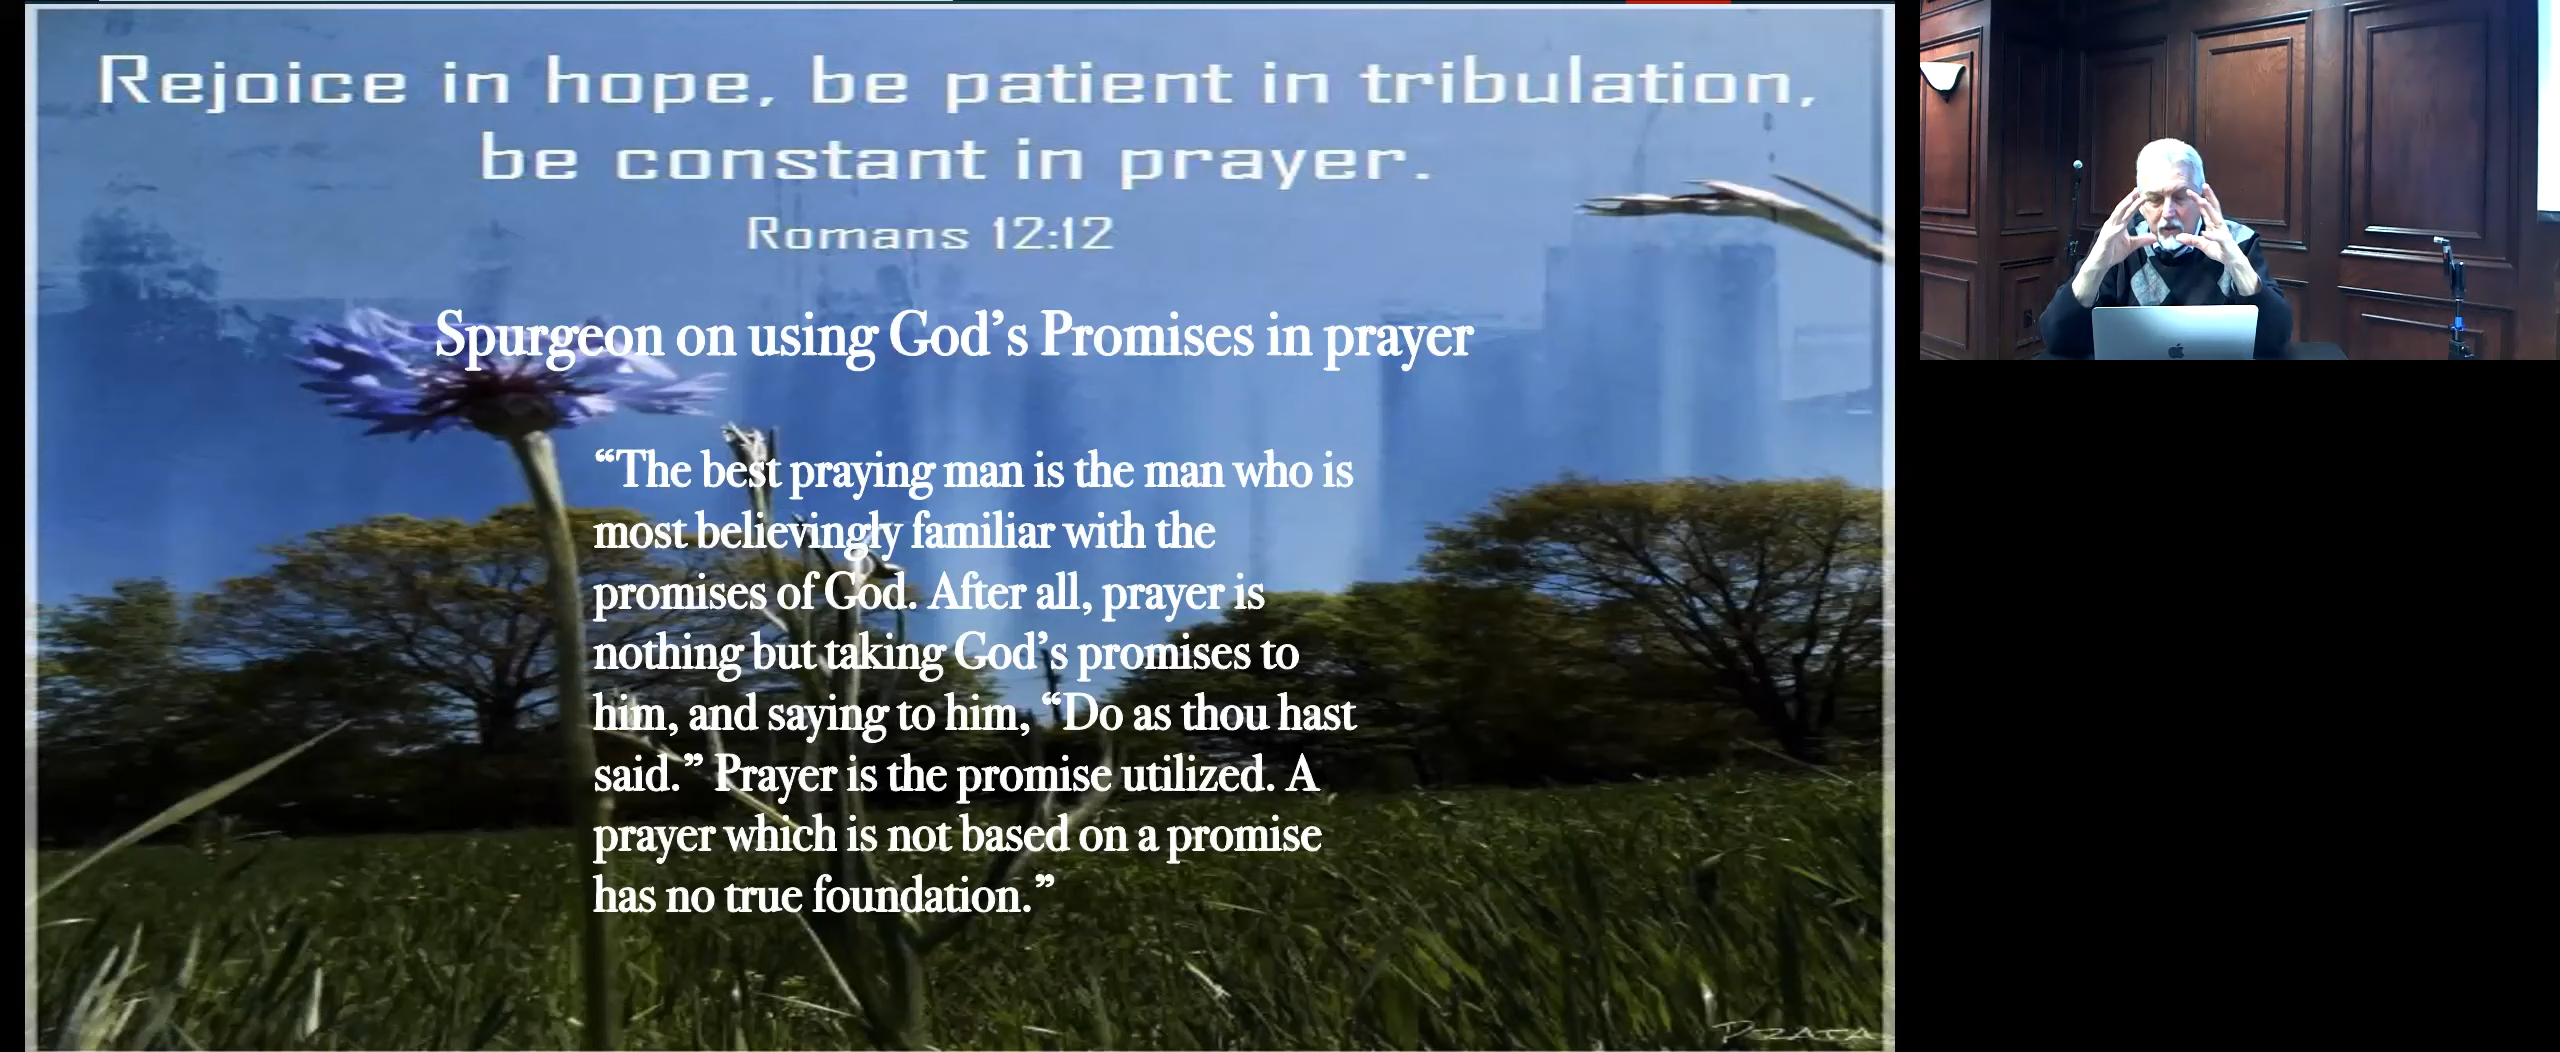 Rejoice in hope, be patient in tribulation,
be constant in prayer.
Romans 12:12
Spurgeon on using God’s Promises in prayer
“The best praying man is the man who is
most believingly familiar with the
promises of God. After all, prayer is
nothing but taking God’s promises to
him, and saying to him, “Do as thou hast
said.” Prayer is the promise utilized. A
prayer which is not based on a promise
has no true foundation.”